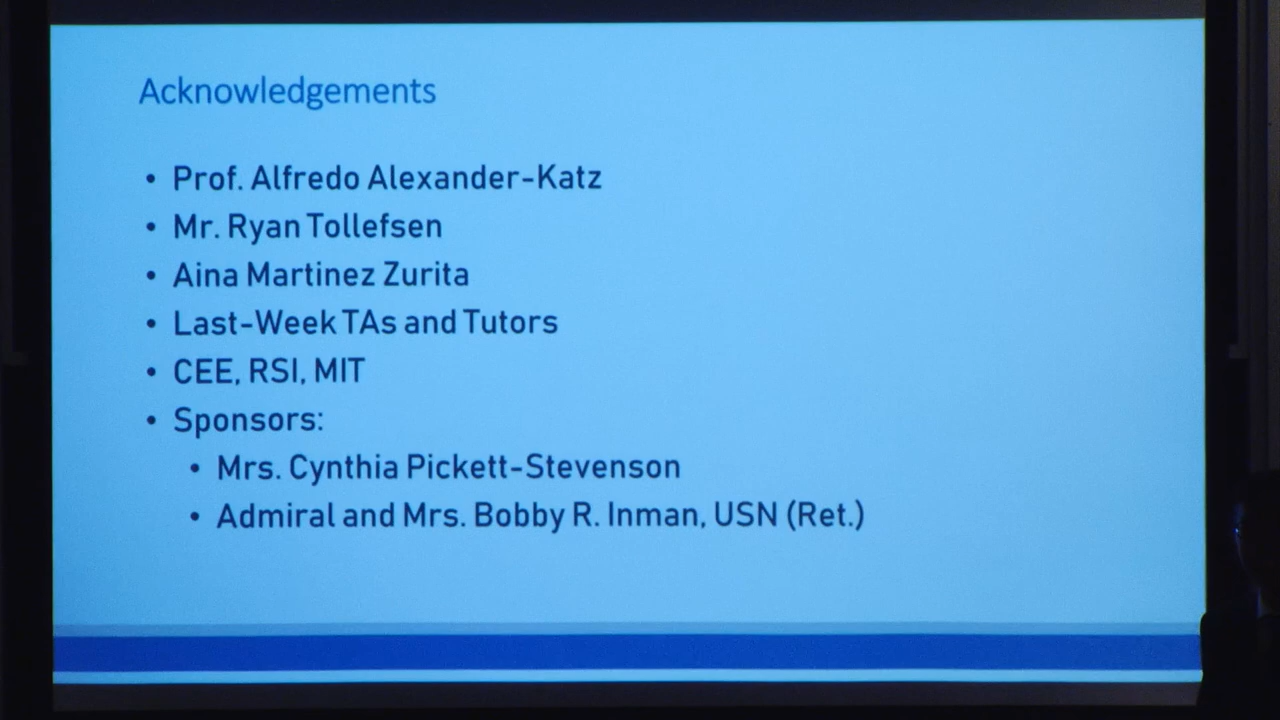 Acknowledgements
• Prof. Alfredo Alexander-Katz
• Mr. Ryan Tollefsen
• Aina Martinez Zurita
• Last-Week TAs and Tutors
• CEE, RSI, MIT
• Sponsors:
• Mrs. Cynthia Pickett-Stevenson
• Admiral and Mrs. Bobby R. Inman, USN (Ret.)